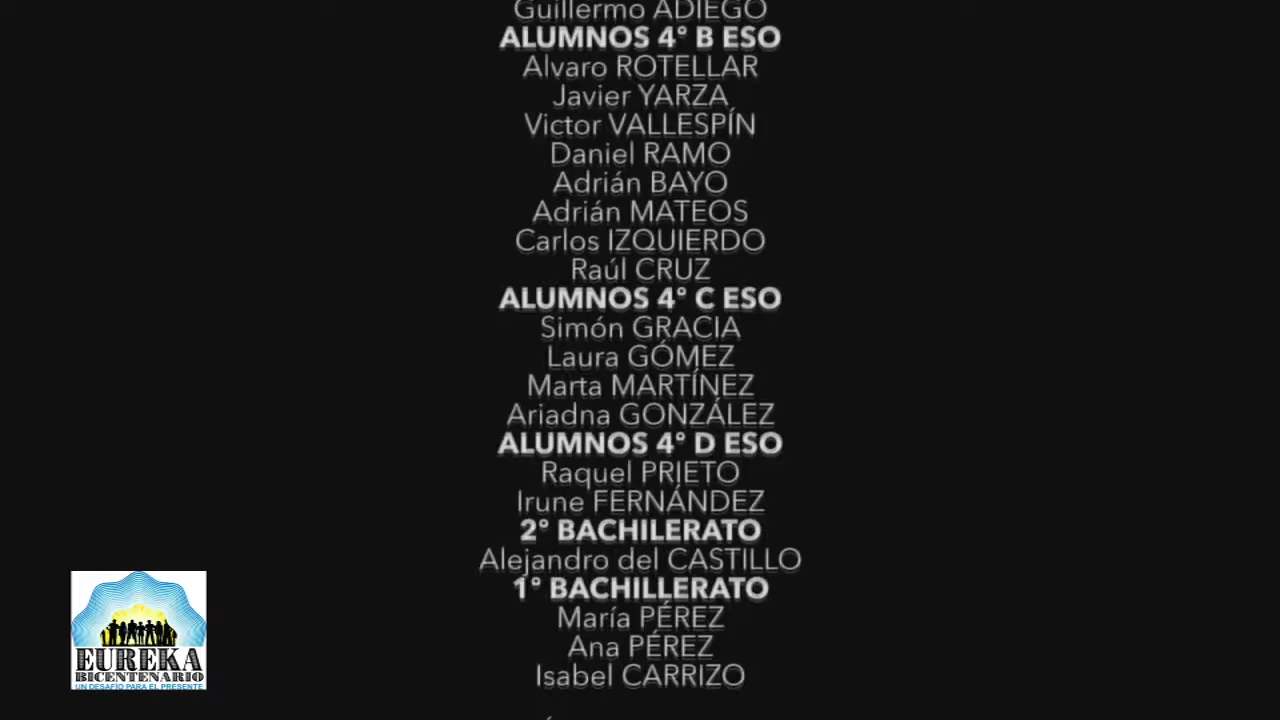 Guillermo ADIEGO
ALUMNOS 4° B ESO
Alvaro ROTELLAR
Javier YARZA
Victor VALLESPÍN
Daniel RAMO
Adrián BAYO
Adrián MATEOS
Carlos IZQUIERDO
Raúl CRUZ
ALUMNOS 4° C ESO
Simón GRACIA
Laura GÓMEZ
Marta MARTÍNEZ
Ariadna GONZÁLEZ
ALUMNOS 4° D ESO
Raquel PRIETO
Irune FERNÁNDEZ
2° BACHILERATO
Alejandro del CASTILLO
1° BACHILLERATO
María PÉREZ
Ana PÉREZ
Isabel CARRIZO
EUREKA
BICENTENARIO
UN DESAFÍO PARA EL PRESENTE